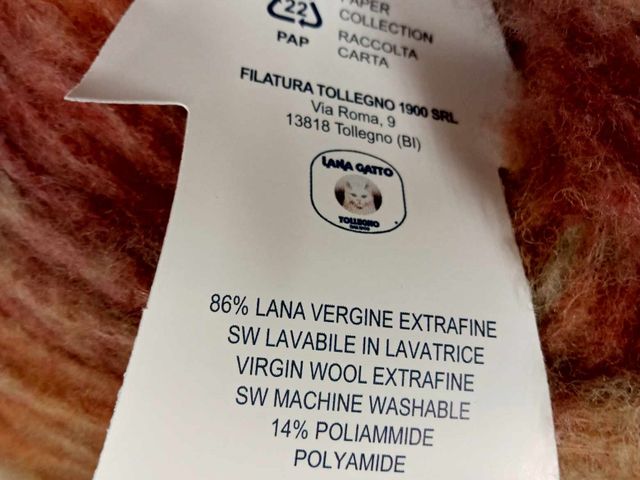 22
PAP
PAPER
COLLECTION
RACCOLTA
CARTA
FILATURA TOLLEGNO 1900 SRL
Via Roma, 9
13818 Tollegno (BI)
LANA GATTO
TOLLEGNO
86% LANA VERGINE EXTRAFINE
SW LAVABILE IN LAVATRICE
VIRGIN WOOL EXTRAFINE
SW MACHINE WASHABLE
14% POLIAMMIDE
POLYAMIDE